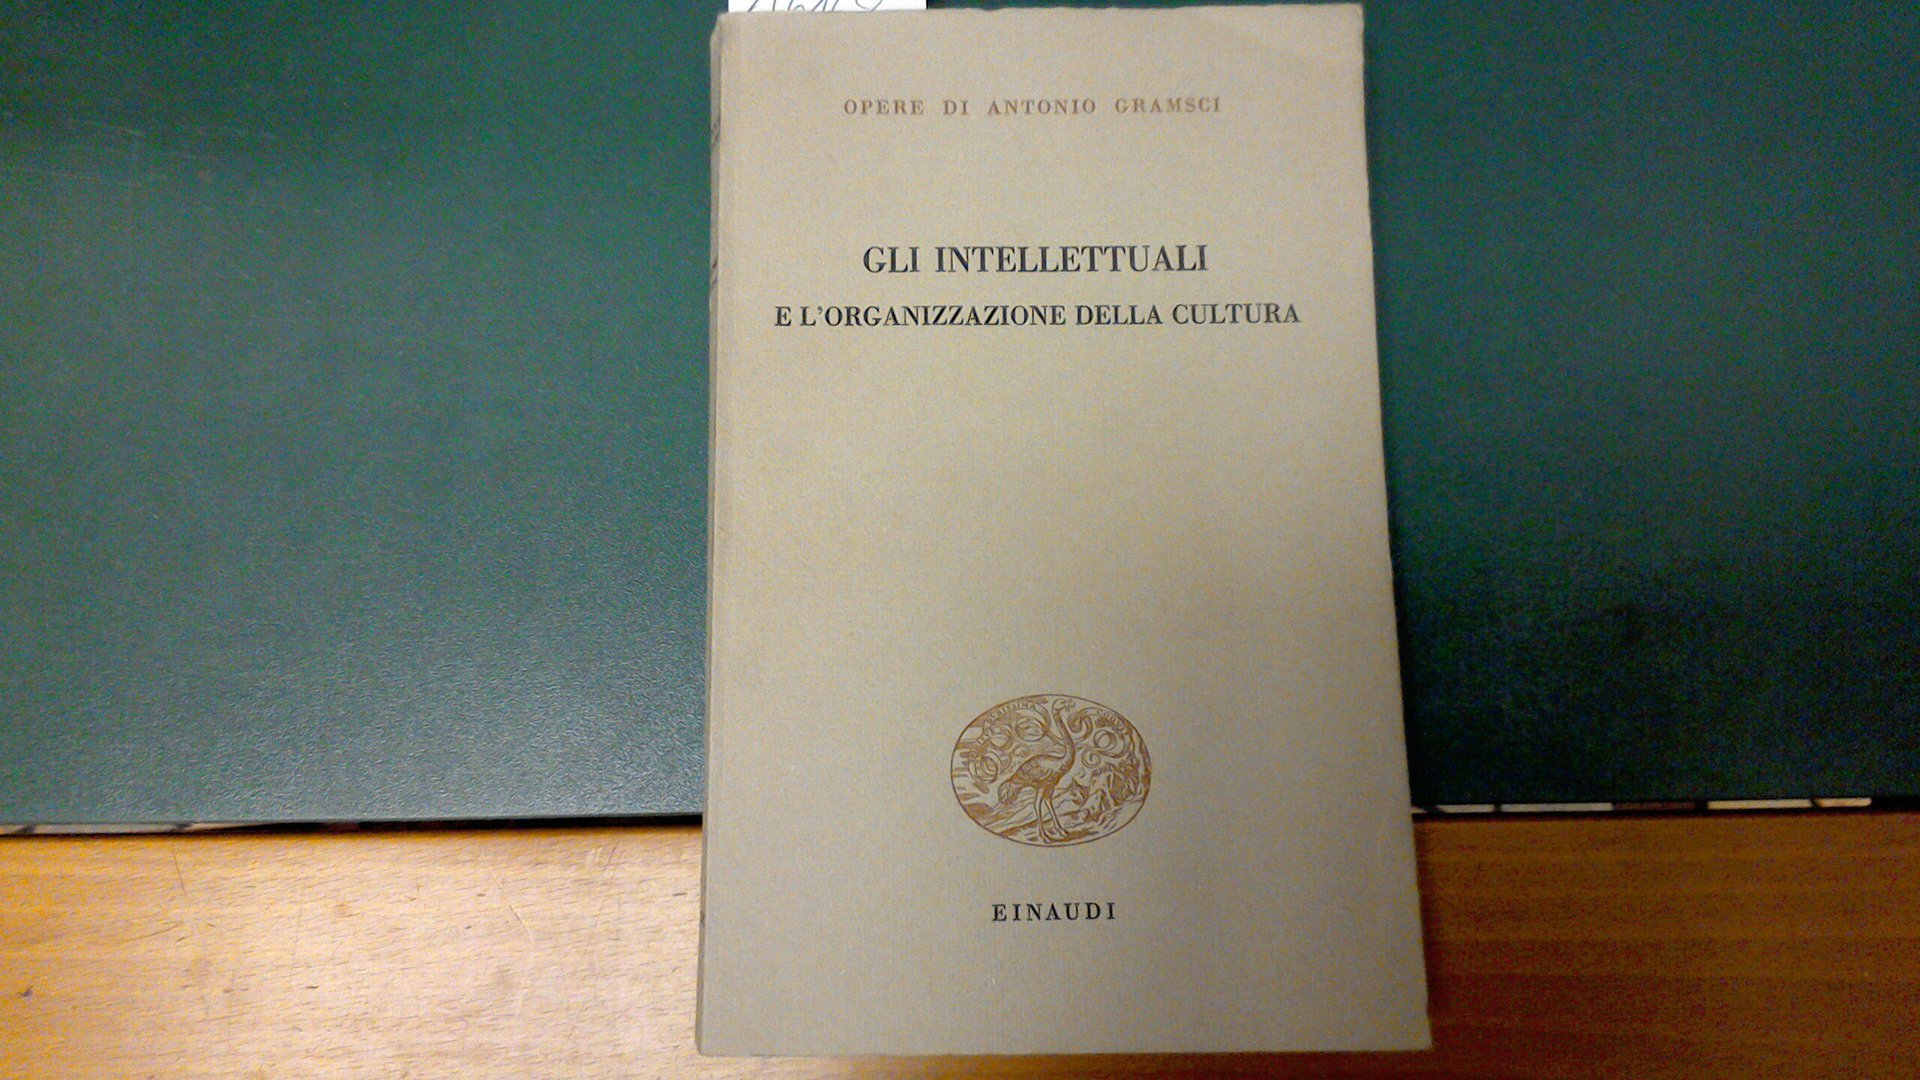 OPERE DI ANTONIO GRAMSCI
GLI INTELLETTUALI
E L'ORGANIZZAZIONE DELLA CULTURA
EINAUDI